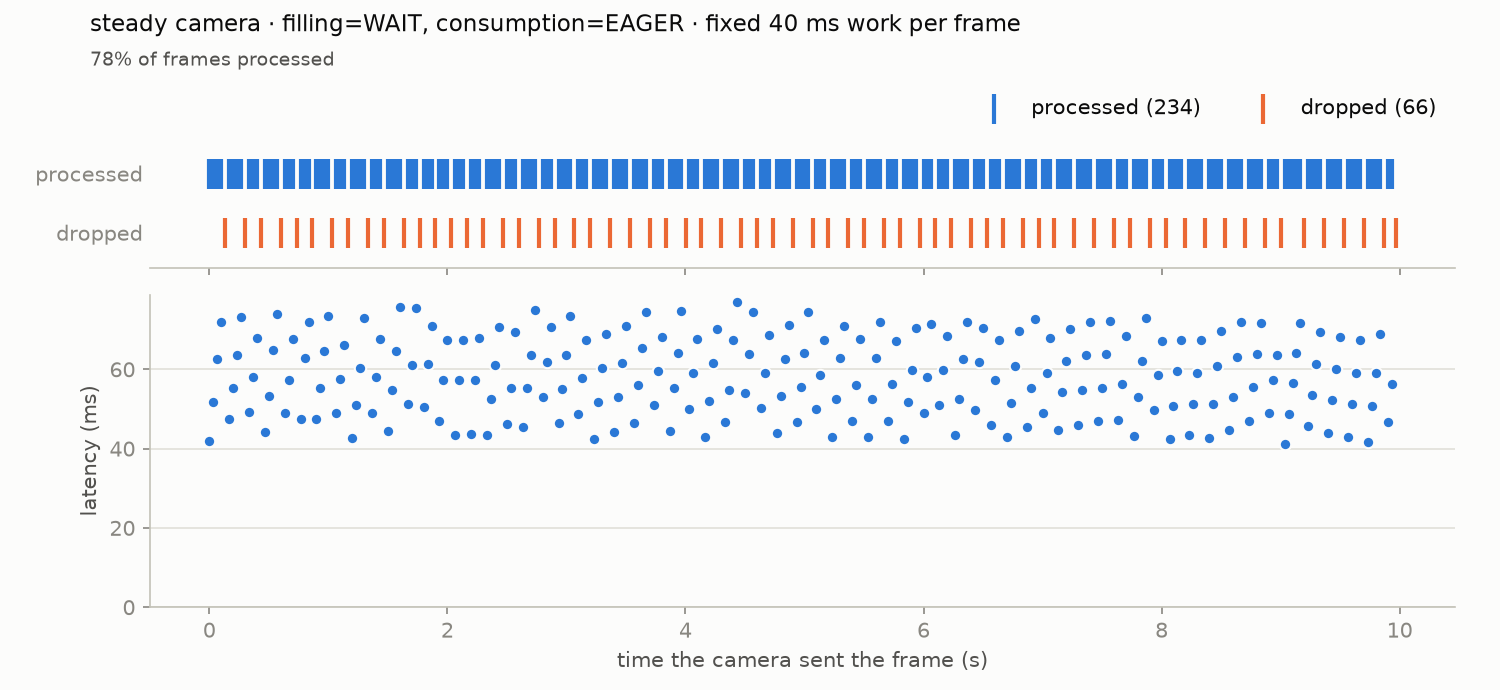 steady camera · filling=WAIT, consumption=EAGER · fixed 40 ms work per frame
78% of frames processed
processed (234)
dropped (66)
processed
dropped
60
40
20
0
latency (ms)
0 2 4 6 8 10
time the camera sent the frame (s)